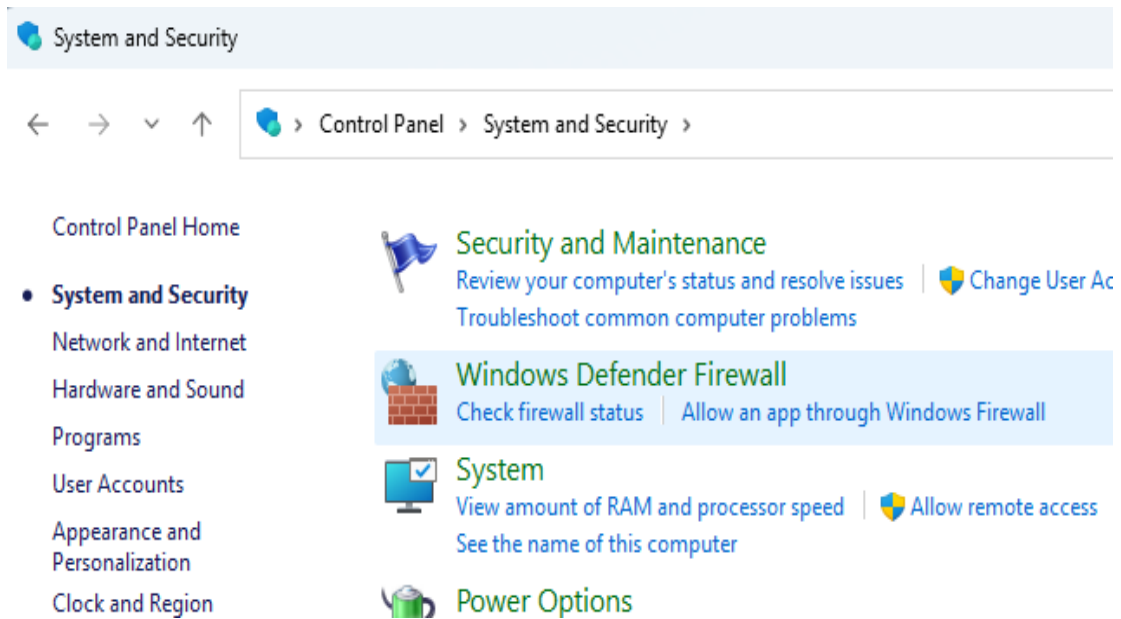 System and Security
Control Panel > System and Security >
Control Panel Home
System and Security
Network and Internet
Hardware and Sound
Programs
User Accounts
Appearance and
Personalization
Clock and Region
Security and Maintenance
Review your computer's status and resolve issues | Change User Ac
Troubleshoot common computer problems
Windows Defender Firewall
Check firewall status | Allow an app through Windows Firewall
System
View amount of RAM and processor speed | Allow remote access
See the name of this computer
Power Options